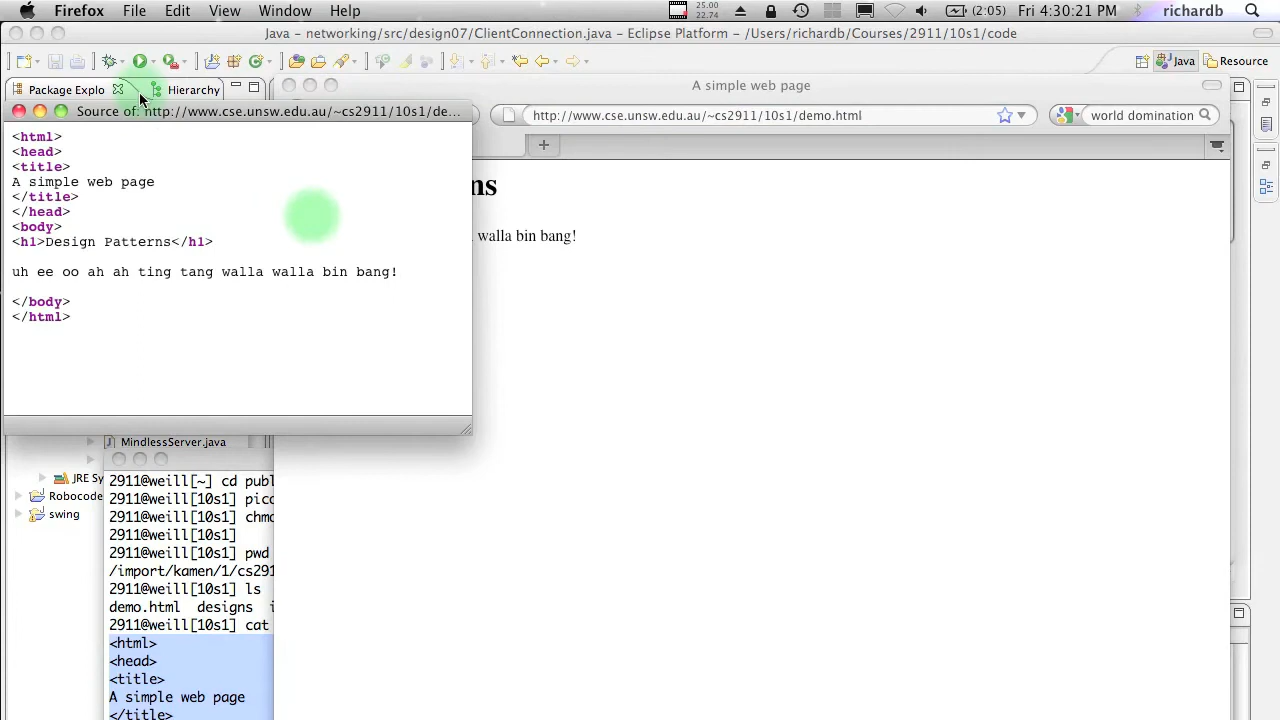 Firefox File Edit View Window Help
25.00
22.74
(2:05) Fri 4:30:21 PM richardb
Java - networking/src/design07/ClientConnection.java - Eclipse Platform - /Users/richardb/Courses/2911/10s1/code
Java
Resource
Package Explo
Hierarchy
A simple web page
Source of: http://www.cse.unsw.edu.au/~cs2911/10s1/de...
http://www.cse.unsw.edu.au/~cs2911/10s1/demo.html
world domination
<html>
<head>
<title>
A simple web page
</title>
</head>
<body>
<h1>Design Patterns</h1>
uh ee oo ah ah ting tang walla walla bin bang!
</body>
</html>
ns
walla bin bang!
MindlessServer.java
JRE Sy
Robocode
swing
2911@weill[~] cd publ
2911@weill[10s1] pico
2911@weill[10s1] chmo
2911@weill[10s1]
2911@weill[10s1] pwd
/import/kamen/1/cs291
2911@weill[10s1] ls
demo.html designs i
2911@weill[10s1] cat
<html>
<head>
<title>
A simple web page
</title>